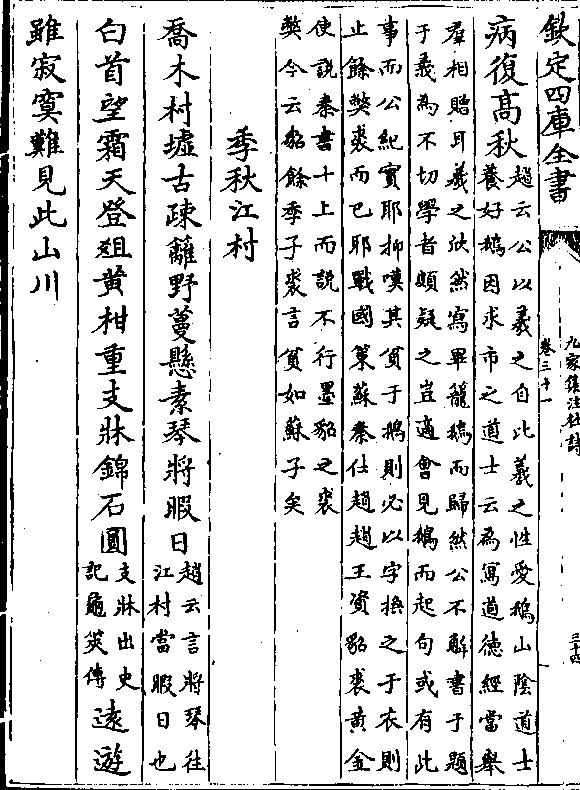 欽定四庫全書
九家集注杜詩
卷三十一
三十四
病復高秋
趙云公以羲之自此羲之性愛鵝山陰道士
養好鵝因求市之道士云為寫道德經當舉
羣相贈耳羲之欣然寫畢籠鵝而歸然公不觧書于題
于義為不切學者頗疑之豈適會見鵝而起句或有此
事而公紀實耶抑嘆其貧于鵝則必以字換之于衣則
止餘獘裘而已耶戰國䇿蘇秦仕趙趙王資貂裘黄金
使說秦書十上而說不行墨貂之裘
獘今云貂餘季子裘言貧如蘇子矣
季秋江村
喬木村墟古疎籬野蔓懸素琴將暇日
趙云言將琴往
江村當暇日也
白首望霜天登俎黄柑重支牀錦石圓
支牀出史
記龜筴傳
遠遊
雖寂寞難見此山川